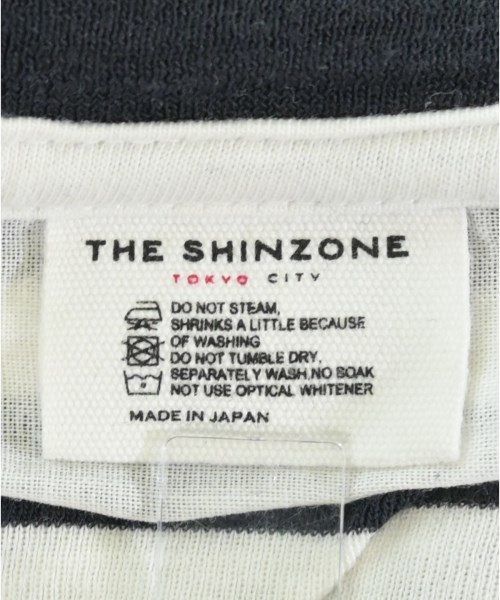 THE SHINZONE
TOKYO CITY
DO NOT STEAM,
SHRINKS A LITTLE BECAUSE
OF WASHING
DO NOT TUMBLE DRY,
SEPARATELY WASH, NO SOAK
NOT USE OPTICAL WHITENER
MADE IN JAPAN